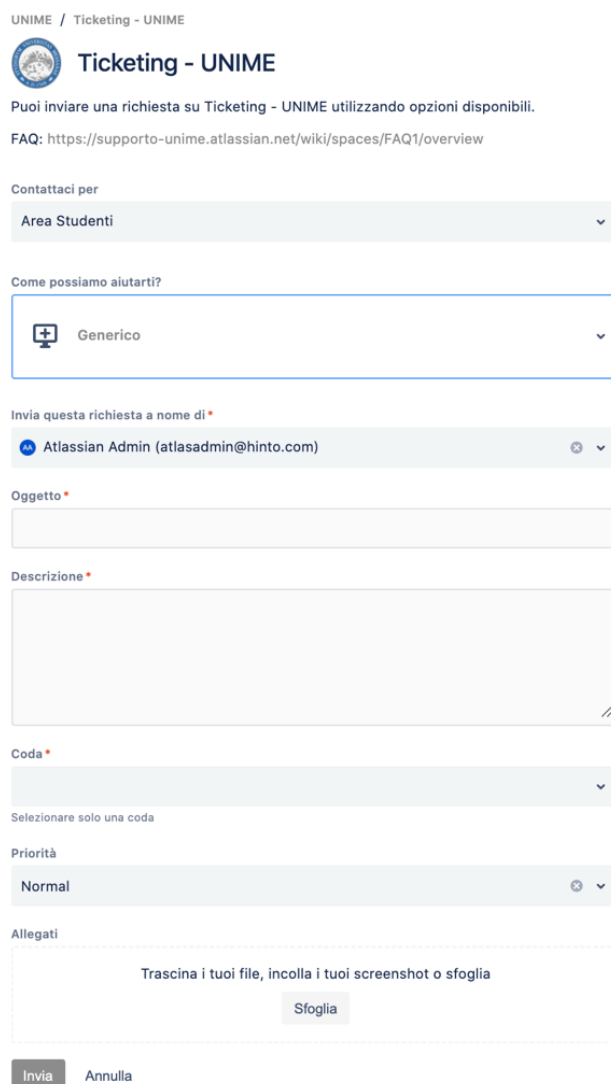 UNIME / Ticketing - UNIME
Ticketing - UNIME
Puoi inviare una richiesta su Ticketing - UNIME utilizzando opzioni disponibili.
FAQ: https://supporto-unime.atlassian.net/wiki/spaces/FAQ1/overview
Contattaci per
Area Studenti
Come possiamo aiutarti?
Generico
Invia questa richiesta a nome di *
AA Atlassian Admin (atlasadmin@hinto.com)
Oggetto *
Descrizione *
Coda *
Selezionare solo una coda
Priorità
Normal
Allegati
Trascina i tuoi file, incolla i tuoi screenshot o sfoglia
Sfoglia
Invia Annulla